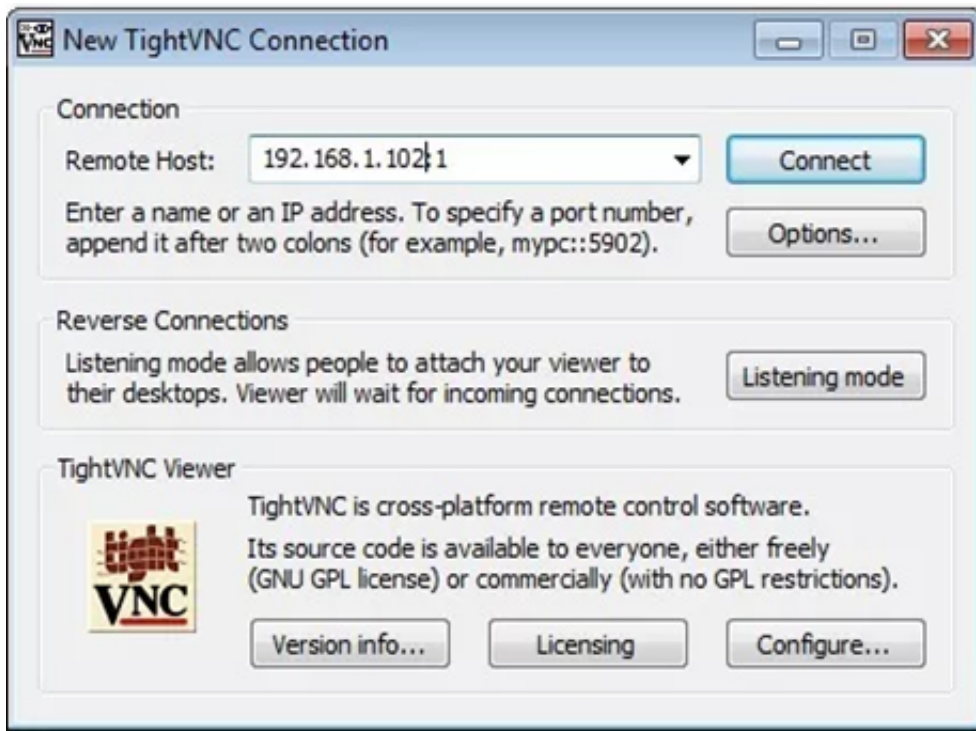 New TightVNC Connection
Connection
Remote Host: 192.168.1.102:1
Connect
Enter a name or an IP address. To specify a port number,
append it after two colons (for example, mypc::5902).
Options...
Reverse Connections
Listening mode allows people to attach your viewer to
their desktops. Viewer will wait for incoming connections.
Listening mode
TightVNC Viewer
tight
VNC
TightVNC is cross-platform remote control software.
Its source code is available to everyone, either freely
(GNU GPL license) or commercially (with no GPL restrictions).
Version info...
Licensing
Configure...